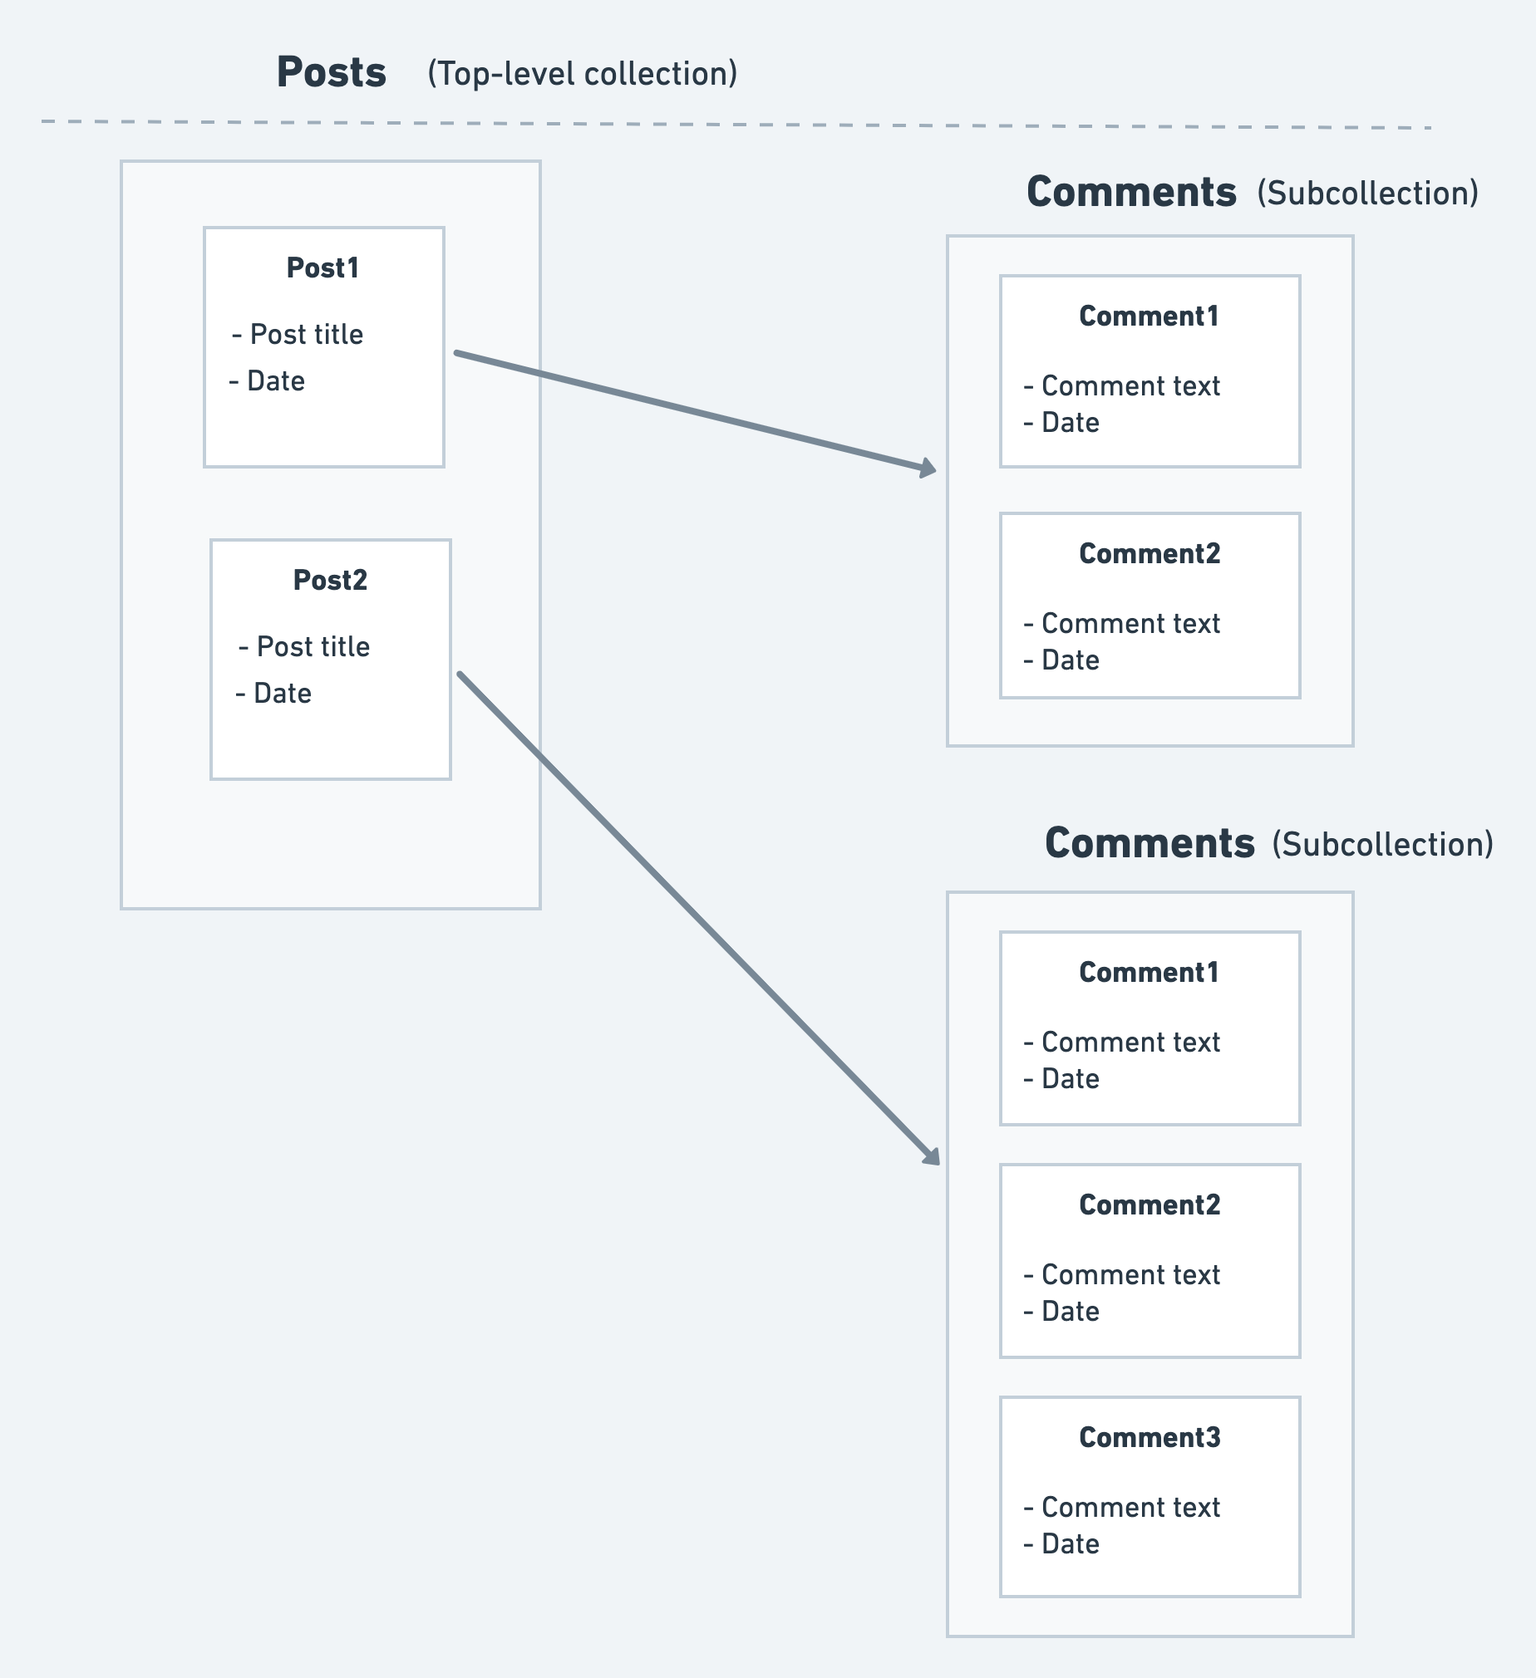 Posts (Top-level collection)
Post1
- Post title
- Date
Post2
- Post title
- Date
Comments (Subcollection)
Comment1
- Comment text
- Date
Comment2
- Comment text
- Date
Comments (Subcollection)
Comment1
- Comment text
- Date
Comment2
- Comment text
- Date
Comment3
- Comment text
- Date